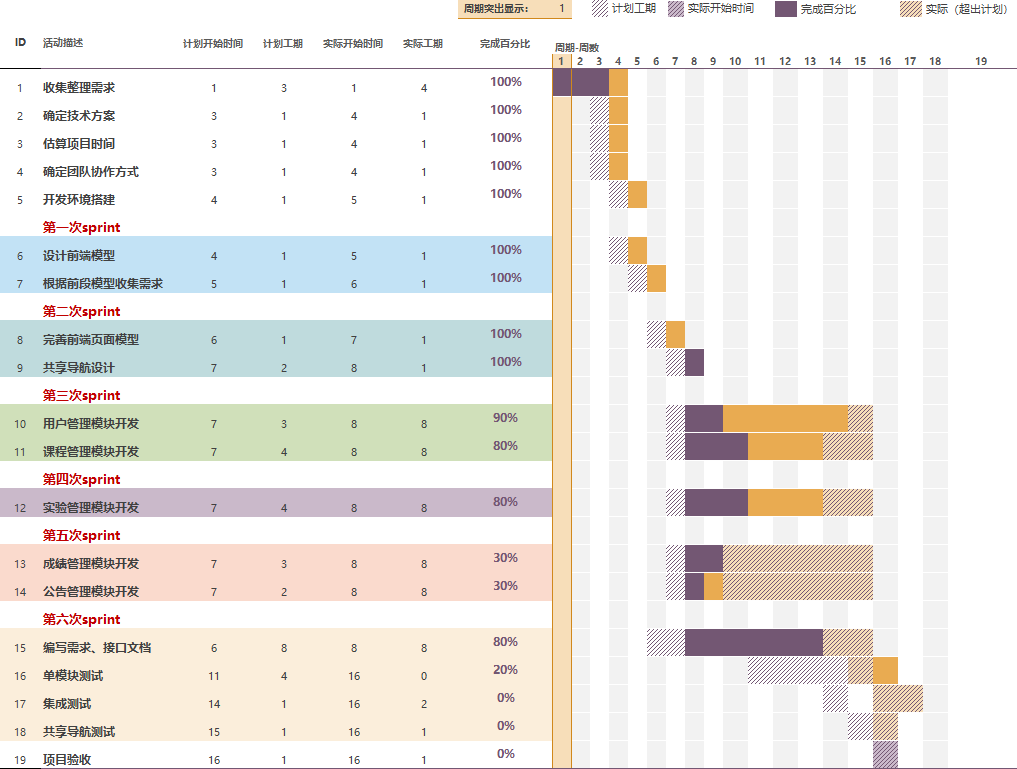 周期突出显示： 1 计划工期 实际开始时间 完成百分比 实际（超出计划）
ID 活动描述 计划开始时间 计划工期 实际开始时间 实际工期 完成百分比 周期-周数
1 2 3 4 5 6 7 8 9 10 11 12 13 14 15 16 17 18 19
1 收集整理需求 1 3 1 4 100%
2 确定技术方案 3 1 4 1 100%
3 估算项目时间 3 1 4 1 100%
4 确定团队协作方式 3 1 4 1 100%
5 开发环境搭建 4 1 5 1 100%
第一次sprint
6 设计前端模型 4 1 5 1 100%
7 根据前段模型收集需求 5 1 6 1 100%
第二次sprint
8 完善前端页面模型 6 1 7 1 100%
9 共享导航设计 7 2 8 1 100%
第三次sprint
10 用户管理模块开发 7 3 8 8 90%
11 课程管理模块开发 7 4 8 8 80%
第四次sprint
12 实验管理模块开发 7 4 8 8 80%
第五次sprint
13 成绩管理模块开发 7 3 8 8 30%
14 公告管理模块开发 7 2 8 8 30%
第六次sprint
15 编写需求、接口文档 6 8 8 8 80%
16 单模块测试 11 4 16 0 20%
17 集成测试 14 1 16 2 0%
18 共享导航测试 15 1 16 1 0%
19 项目验收 16 1 16 1 0%